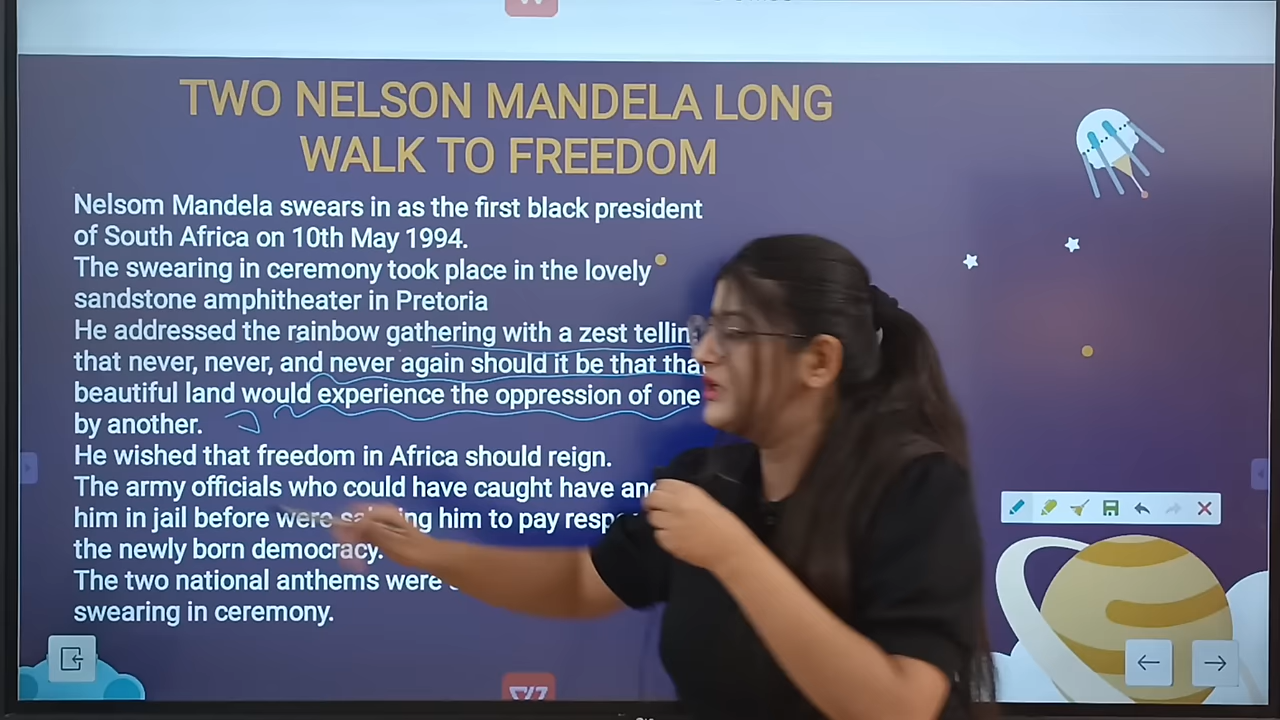 TWO NELSON MANDELA LONG
WALK TO FREEDOM
Nelsom Mandela swears in as the first black president
of South Africa on 10th May 1994.
The swearing in ceremony took place in the lovely
sandstone amphitheater in Pretoria
He addressed the rainbow gathering with a zest
that never, never, and never again should it be that
beautiful land would experience the oppression of one
by another.
He wished that freedom in Africa should reign.
The army officials who could have caught have
him in jail before were him to pay
the newly born democracy.
The two national anthems were
swearing in ceremony.